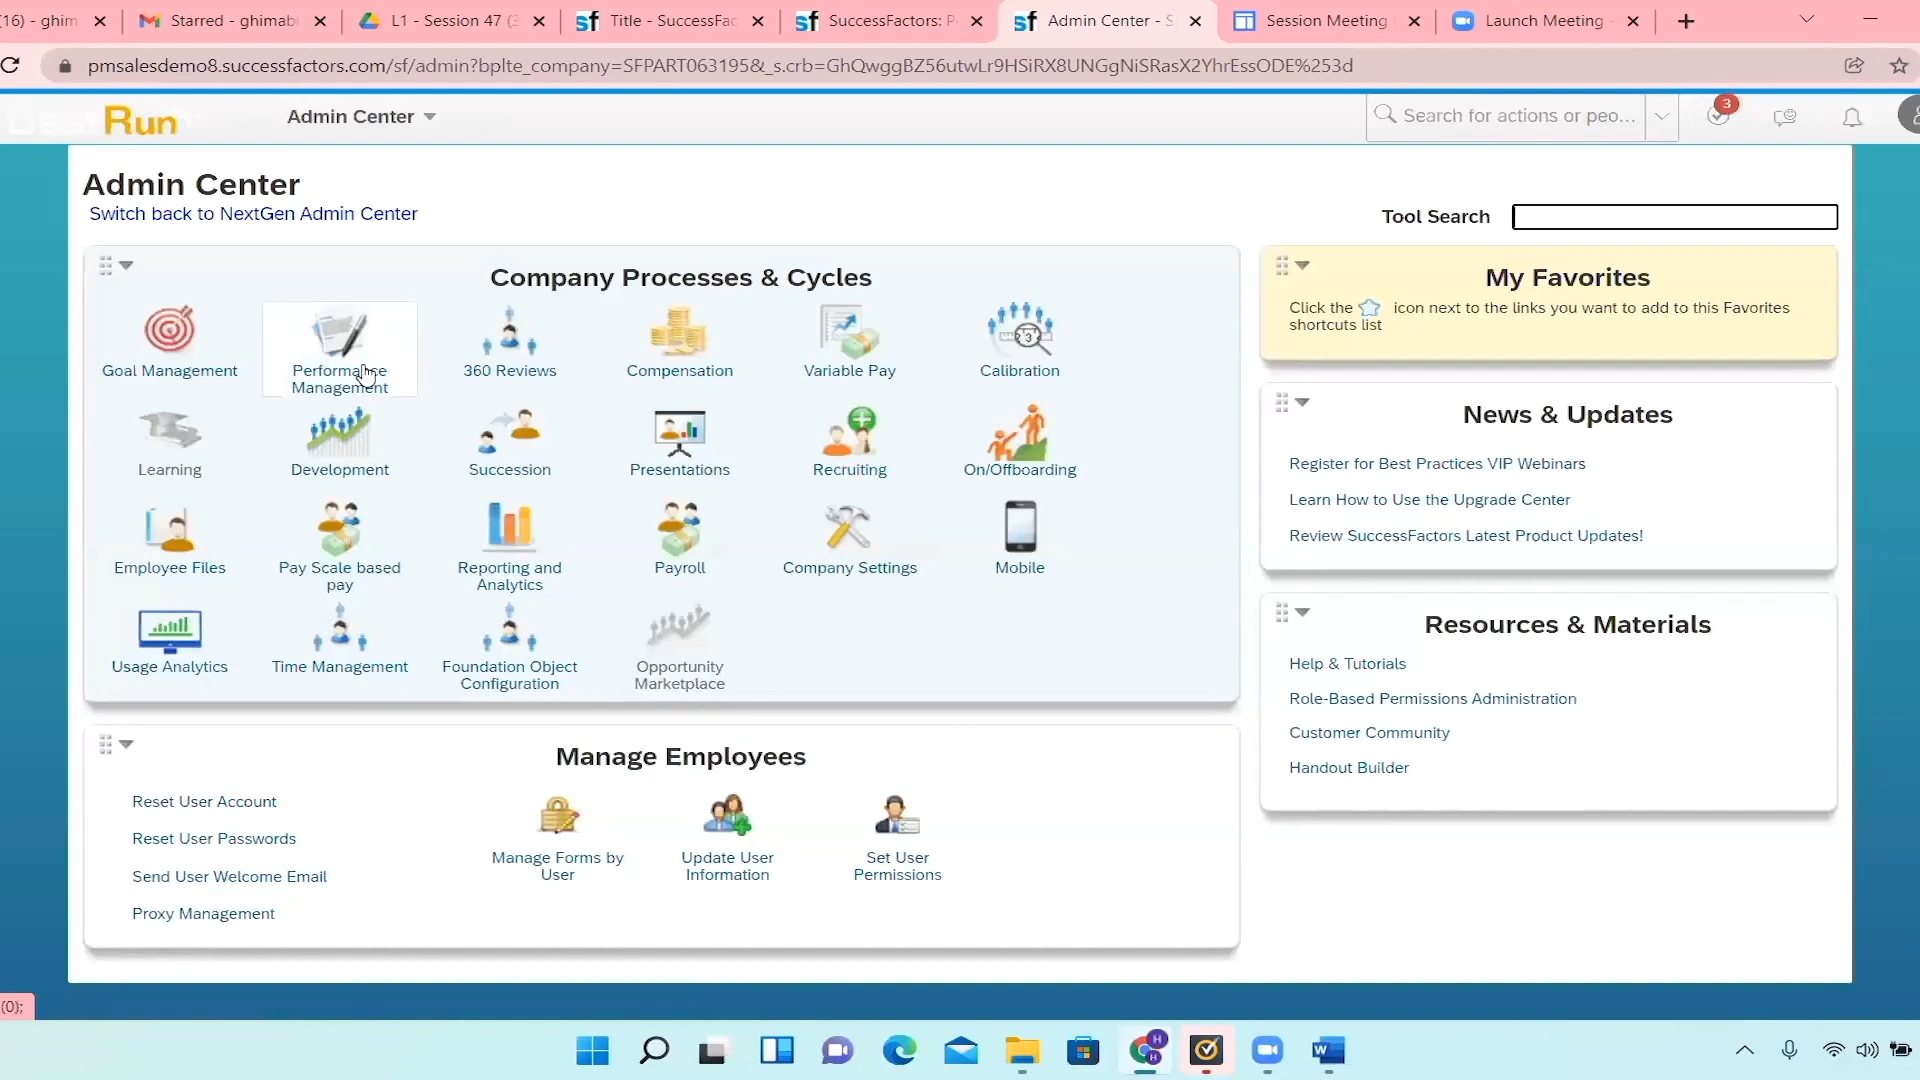 (16) - ghim
Starred - ghimabi
L1 - Session 47 (3
Title - SuccessFac
SuccessFactors: P
Admin Center - S
Session Meeting
Launch Meeting
pmsalesdemo8.successfactors.com/sf/admin?bplte_company=SFPART063195&_s.crb=GhQwggBZ56utwLr9HSiRX8UNGgNiSRasX2YhrEssODE%253d
Run
Admin Center
Search for actions or peo...
3
Admin Center
Switch back to NextGen Admin Center
Tool Search
Company Processes & Cycles
Goal Management
Performance
Management
360 Reviews
Compensation
Variable Pay
Calibration
Learning
Development
Succession
Presentations
Recruiting
On/Offboarding
Employee Files
Pay Scale based
pay
Reporting and
Analytics
Payroll
Company Settings
Mobile
Usage Analytics
Time Management
Foundation Object
Configuration
Opportunity
Marketplace
My Favorites
Click the icon next to the links you want to add to this Favorites
shortcuts list
News & Updates
Register for Best Practices VIP Webinars
Learn How to Use the Upgrade Center
Review SuccessFactors Latest Product Updates!
Resources & Materials
Help & Tutorials
Role-Based Permissions Administration
Customer Community
Handout Builder
Manage Employees
Reset User Account
Reset User Passwords
Send User Welcome Email
Proxy Management
Manage Forms by
User
Update User
Information
Set User
Permissions
(0);